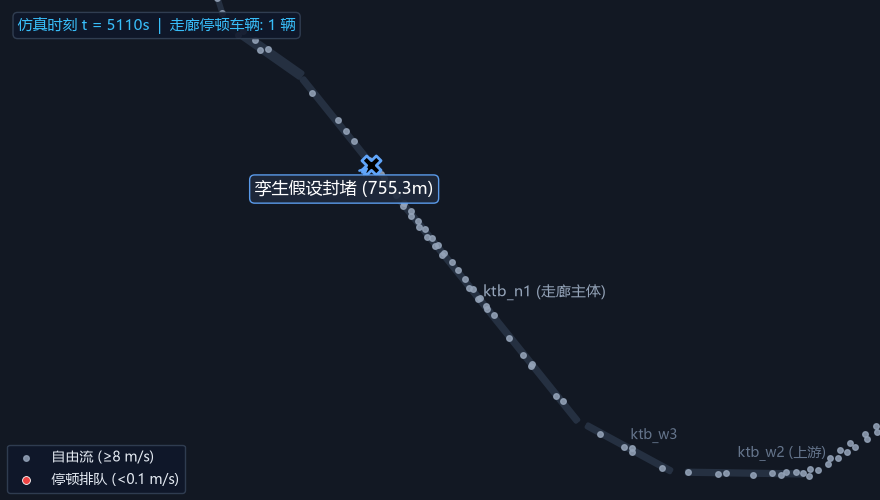 仿真时刻 t = 5110s | 走廊停顿车辆: 1 辆
孪生假设封堵 (755.3m)
ktb_n1 (走廊主体)
ktb_w3
ktb_w2 (上游)
自由流 (≥8 m/s)
停顿排队 (<0.1 m/s)